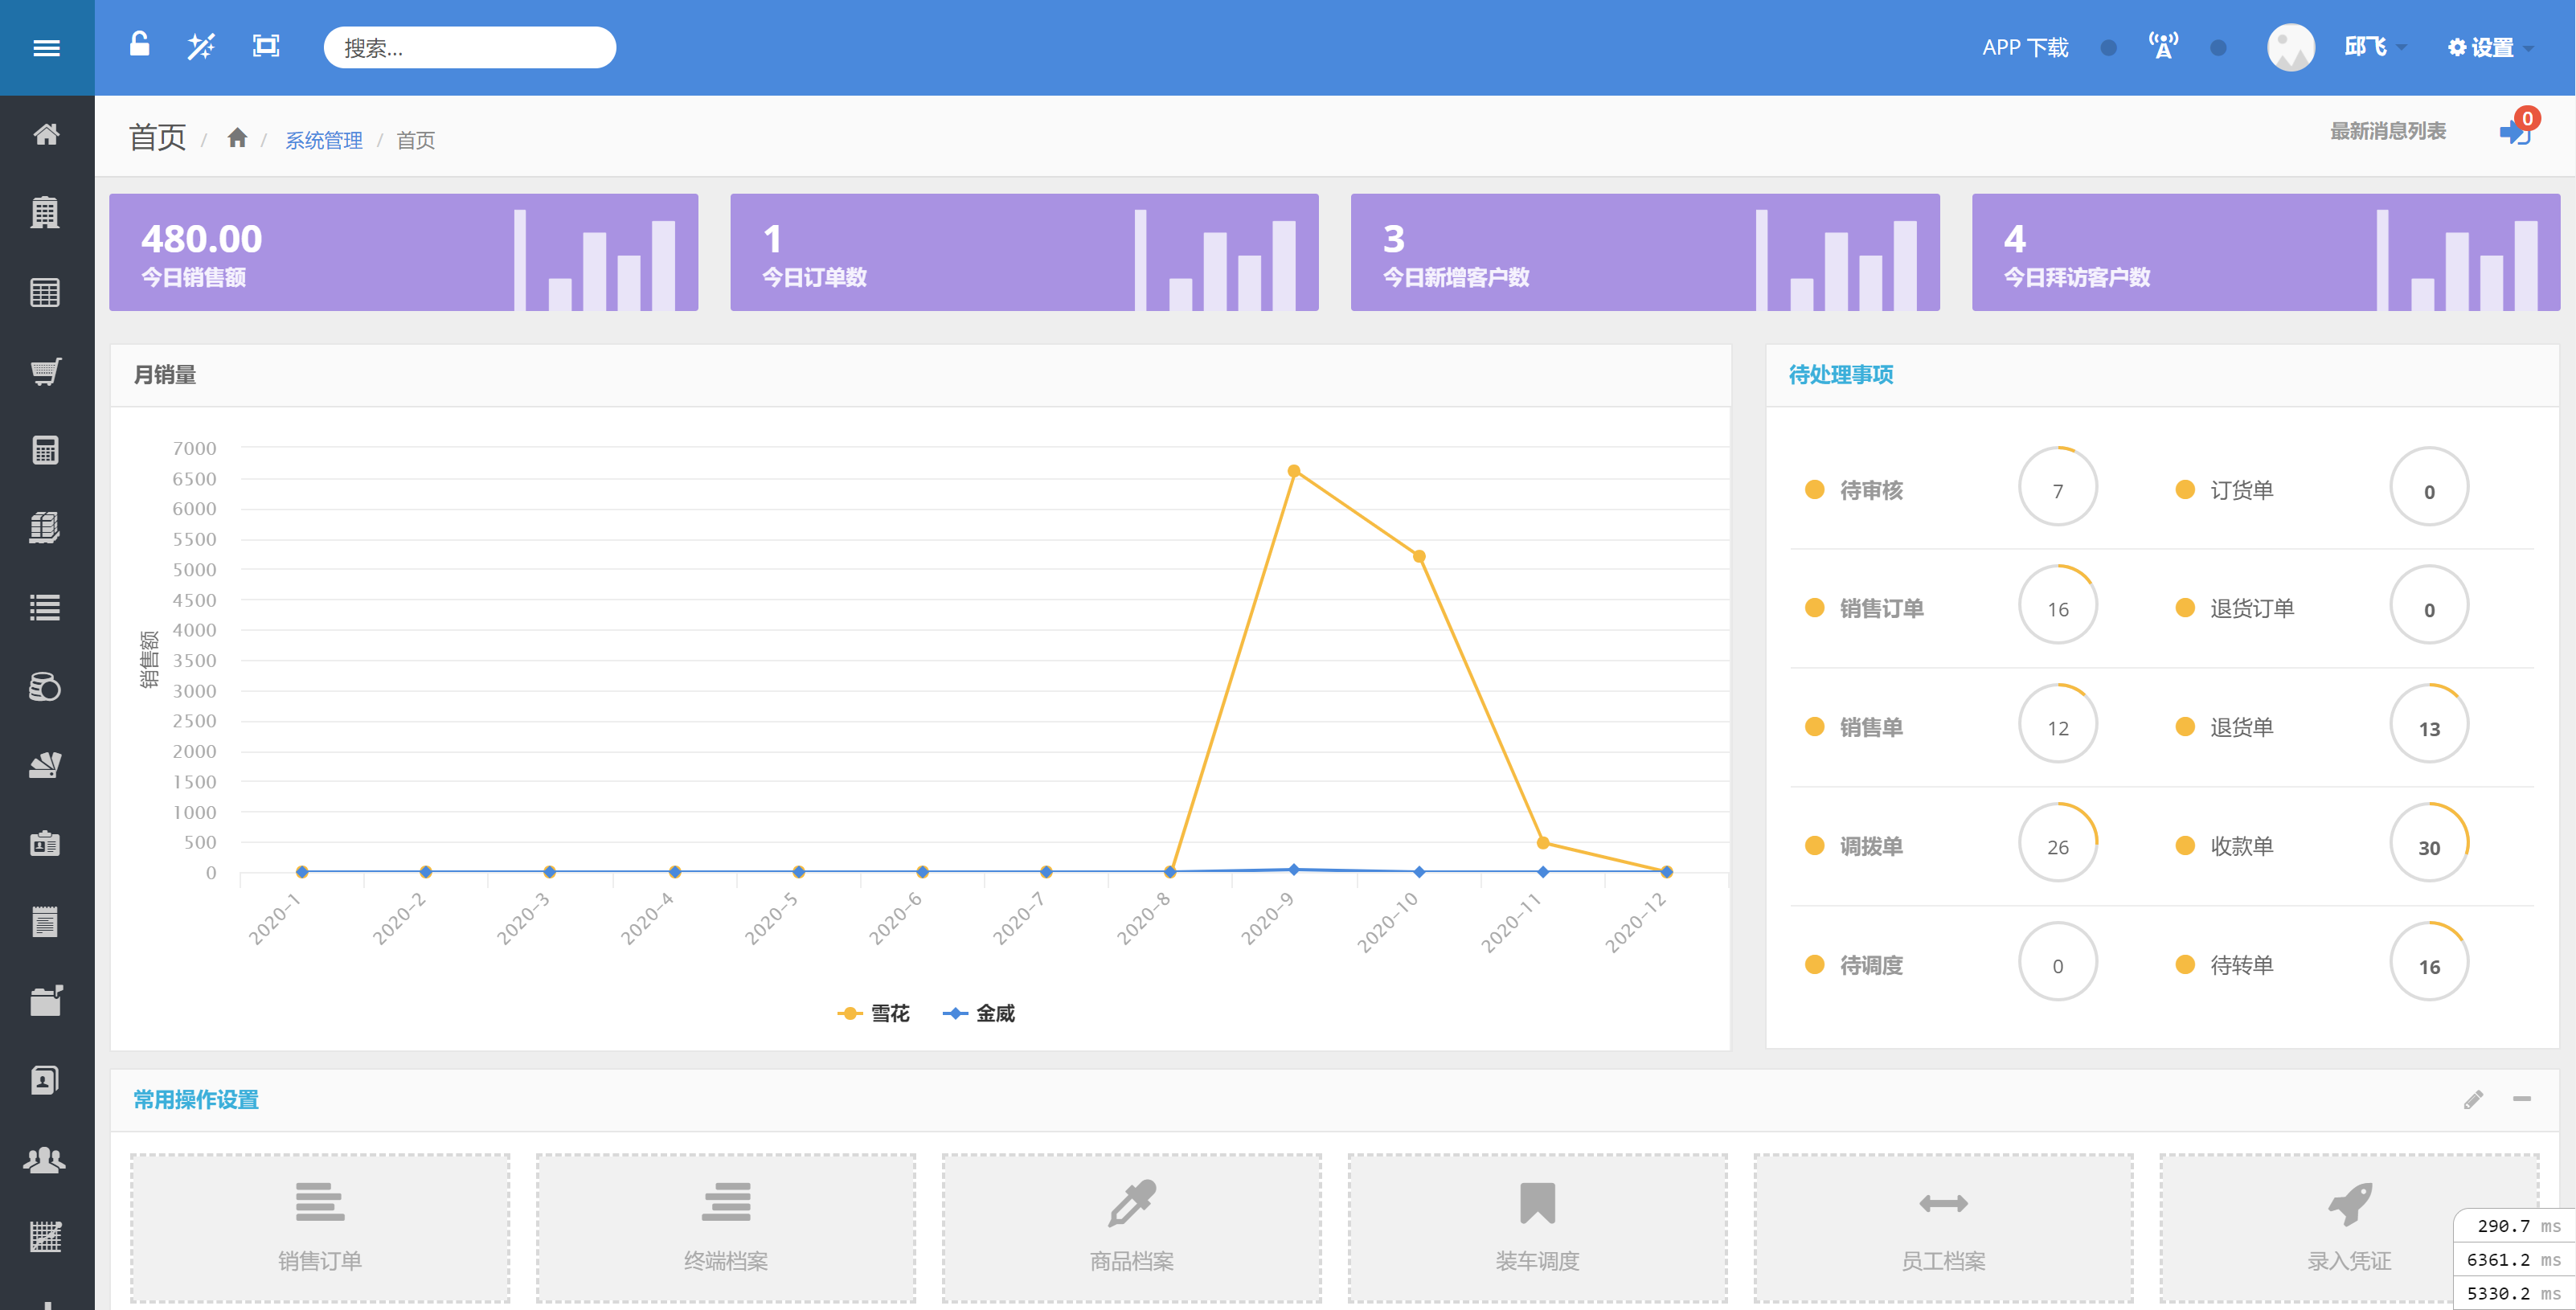 搜索...
APP 下载
邱飞
设置
首页 / / 系统管理 / 首页
最新消息列表
0
480.00
今日销售额
1
今日订单数
3
今日新增客户数
4
今日拜访客户数
月销量
7000
6500
6000
5500
5000
4500
4000
3500
3000
2500
2000
1500
1000
500
0
销售额
2020-1
2020-2
2020-3
2020-4
2020-5
2020-6
2020-7
2020-8
2020-9
2020-10
2020-11
2020-12
雪花
金威
待处理事项
待审核 7
订货单 0
销售订单 16
退货订单 0
销售单 12
退货单 13
调拨单 26
收款单 30
待调度 0
待转单 16
常用操作设置
销售订单
终端档案
商品档案
装车调度
员工档案
录入凭证
290.7 ms
6361.2 ms
5330.2 ms